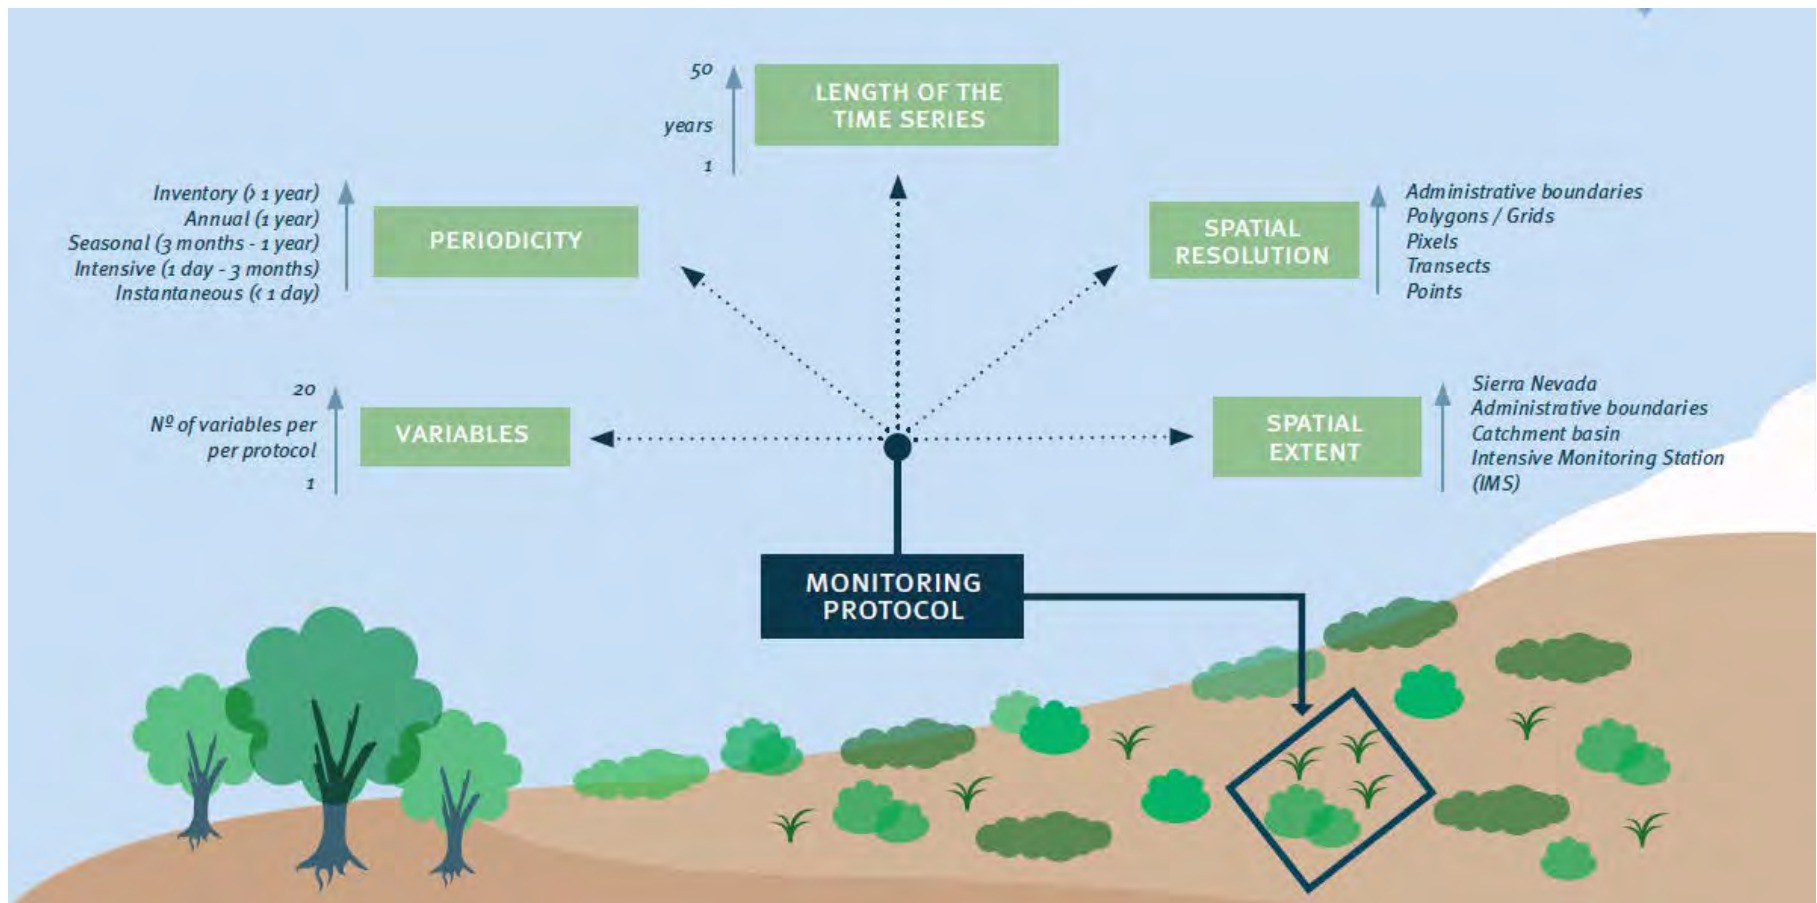 50
years
1
LENGTH OF THE
TIME SERIES
Inventory (> 1 year)
Annual (1 year)
Seasonal (3 months - 1 year)
Intensive (1 day - 3 months)
Instantaneous (< 1 day)
PERIODICITY
SPATIAL
RESOLUTION
Administrative boundaries
Polygons / Grids
Pixels
Transects
Points
20
Nº of variables per
per protocol
1
VARIABLES
SPATIAL
EXTENT
Sierra Nevada
Administrative boundaries
Catchment basin
Intensive Monitoring Station
(IMS)
MONITORING
PROTOCOL